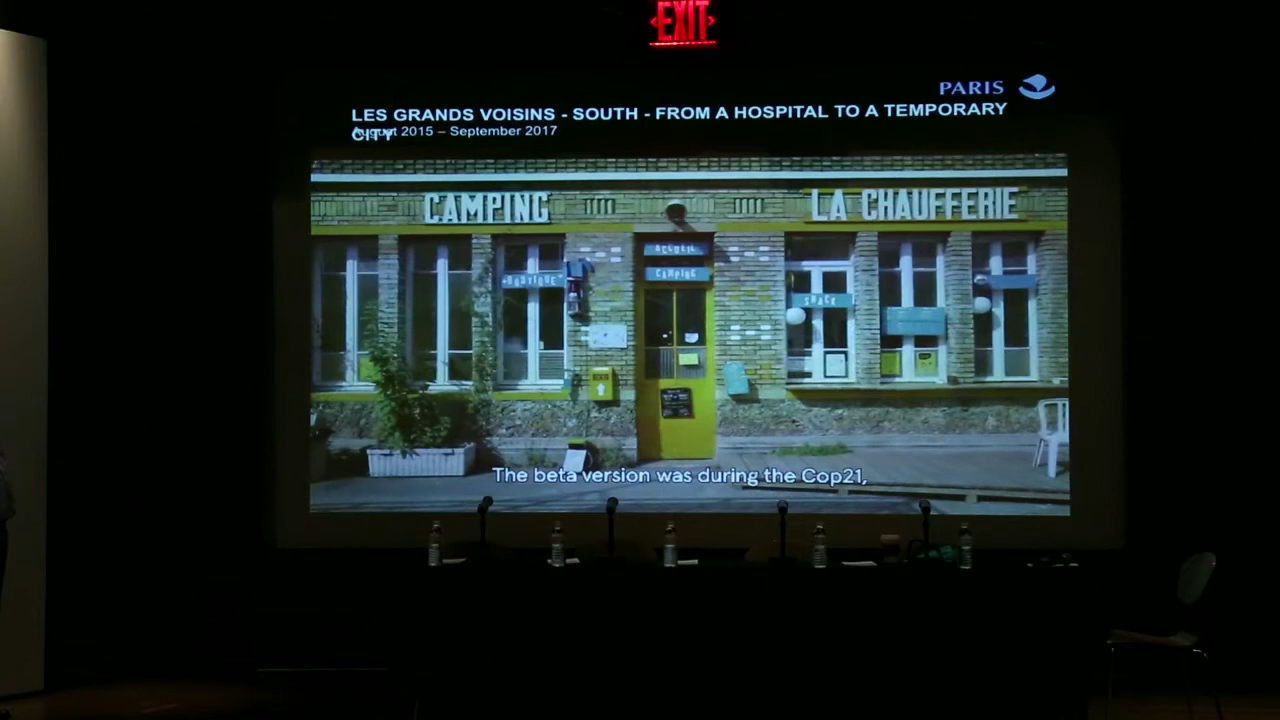 EXIT
PARIS
LES GRANDS VOISINS - SOUTH - FROM A HOSPITAL TO A TEMPORARY
CITY
August 2015 – September 2017
CAMPING
LA CHAUFFERIE
ACCUEIL
CAMPING
"BOUTIQUE"
SNACK
The beta version was during the Cop21,